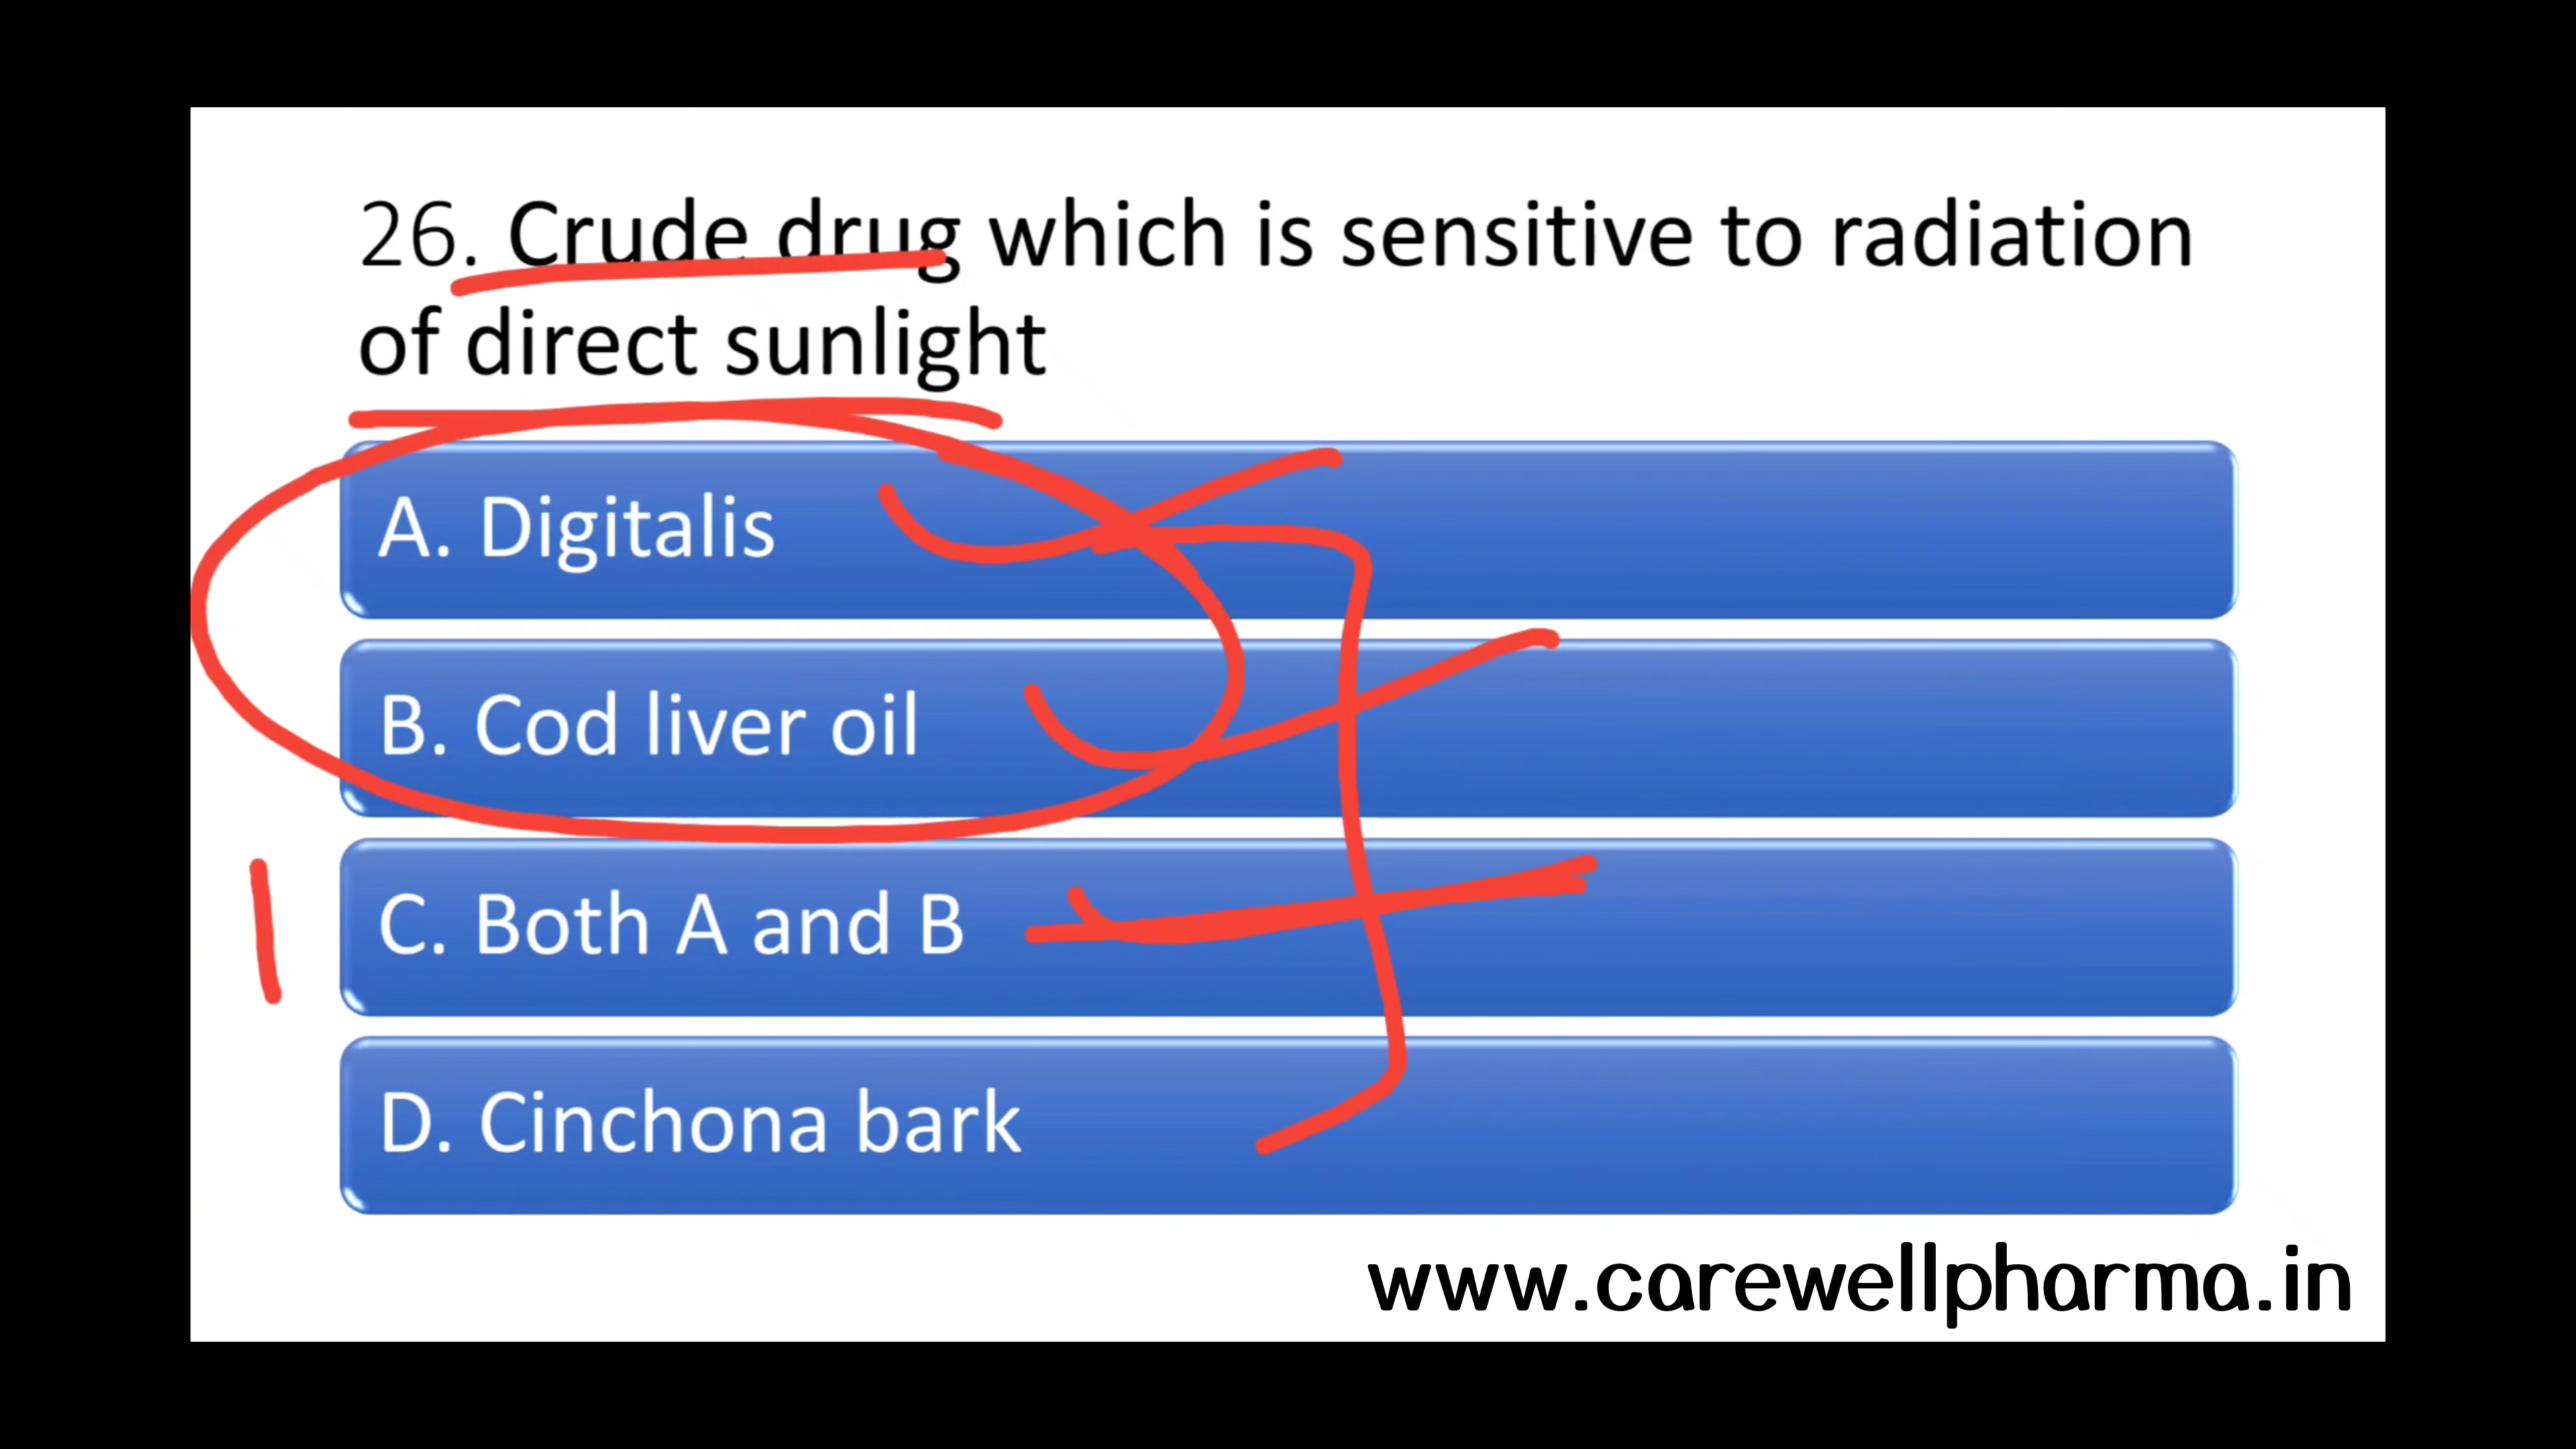 26. Crude drug which is sensitive to radiation
of direct sunlight
A. Digitalis
B. Cod liver oil
C. Both A and B
D. Cinchona bark
www.carewellpharma.in